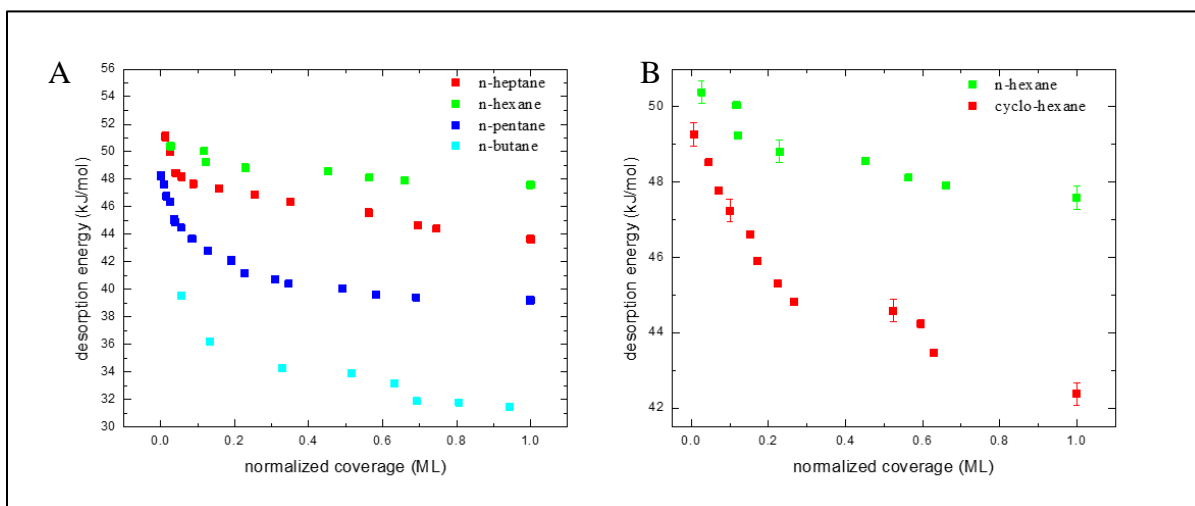 A
n-heptane
n-hexane
n-pentane
n-butane
desorption energy (kJ/mol)
56
54
52
50
48
46
44
42
40
38
36
34
32
30
0.0 0.2 0.4 0.6 0.8 1.0
normalized coverage (ML)
B
n-hexane
cyclo-hexane
desorption energy (kJ/mol)
50
48
46
44
42
0.0 0.2 0.4 0.6 0.8 1.0
normalized coverage (ML)